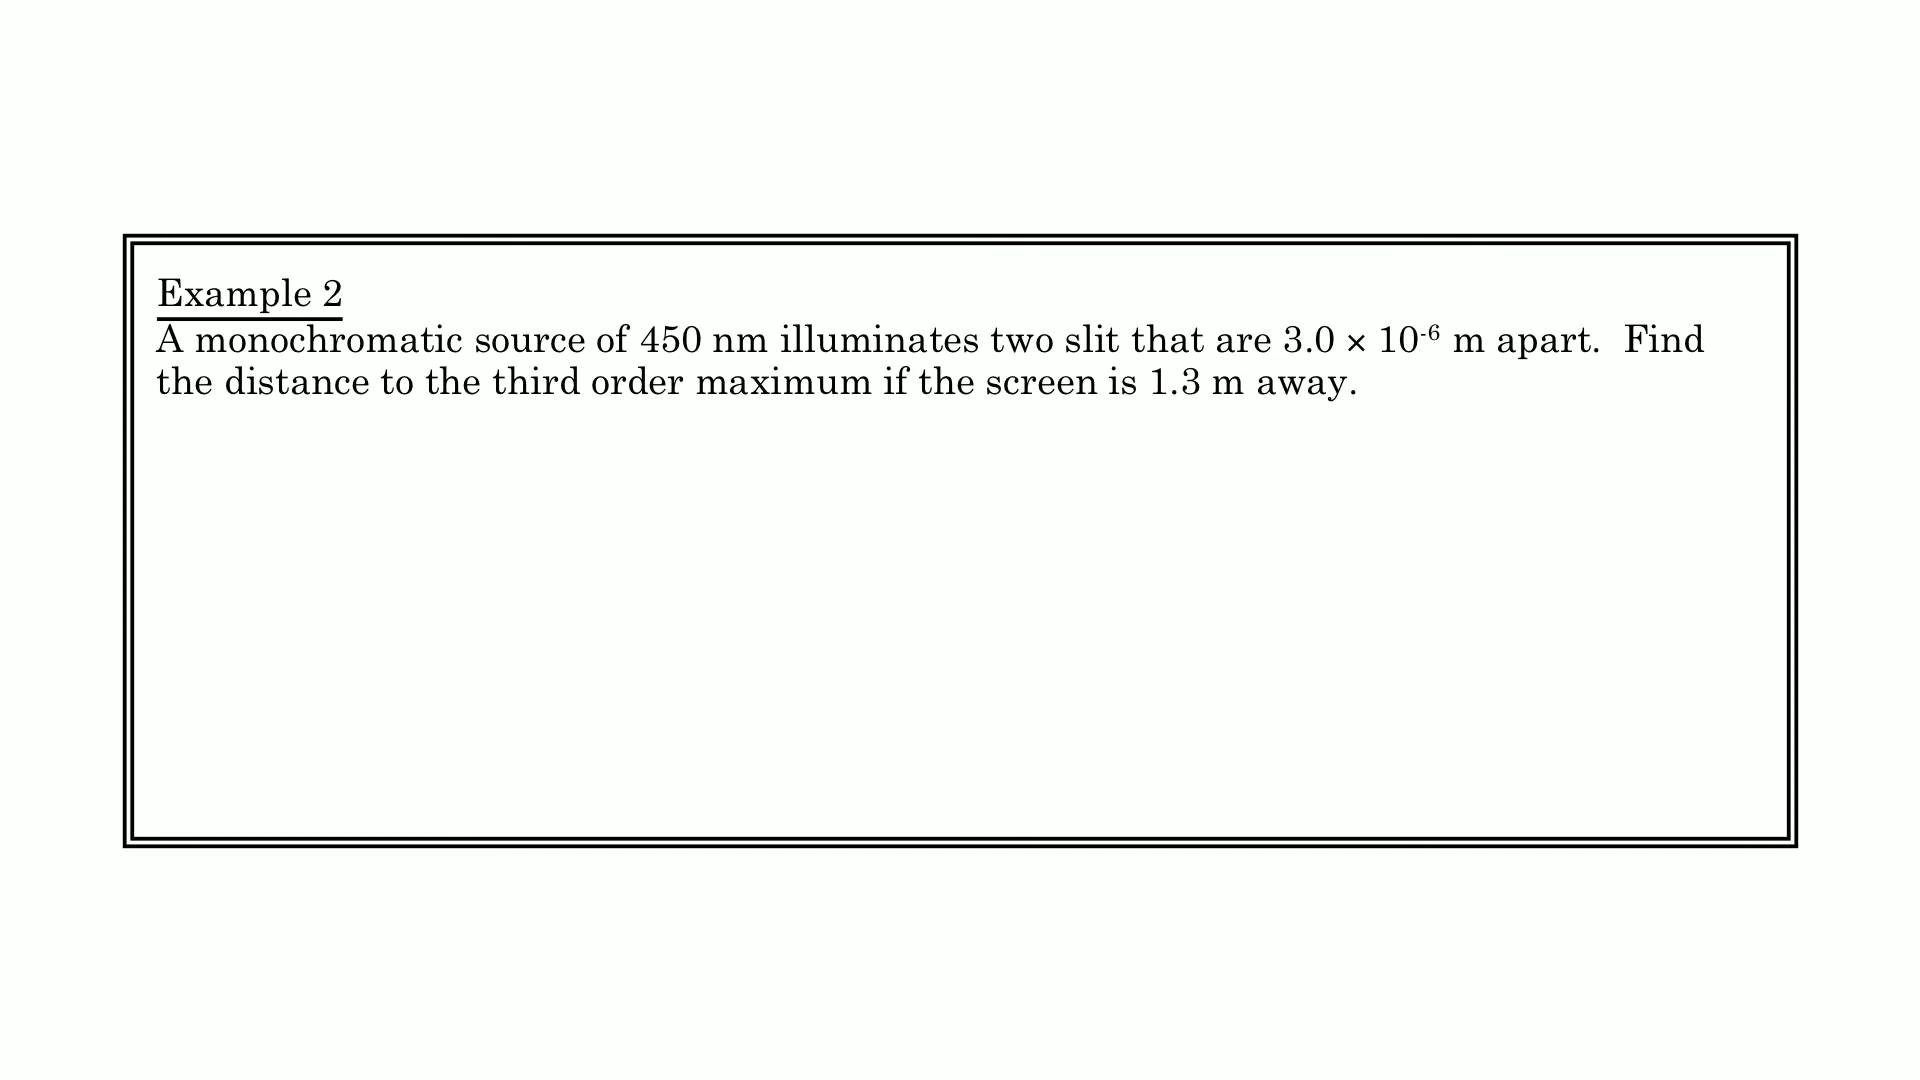 Example 2
A monochromatic source of 450 nm illuminates two slit that are 3.0 × 10⁻⁶ m apart.  Find
the distance to the third order maximum if the screen is 1.3 m away.